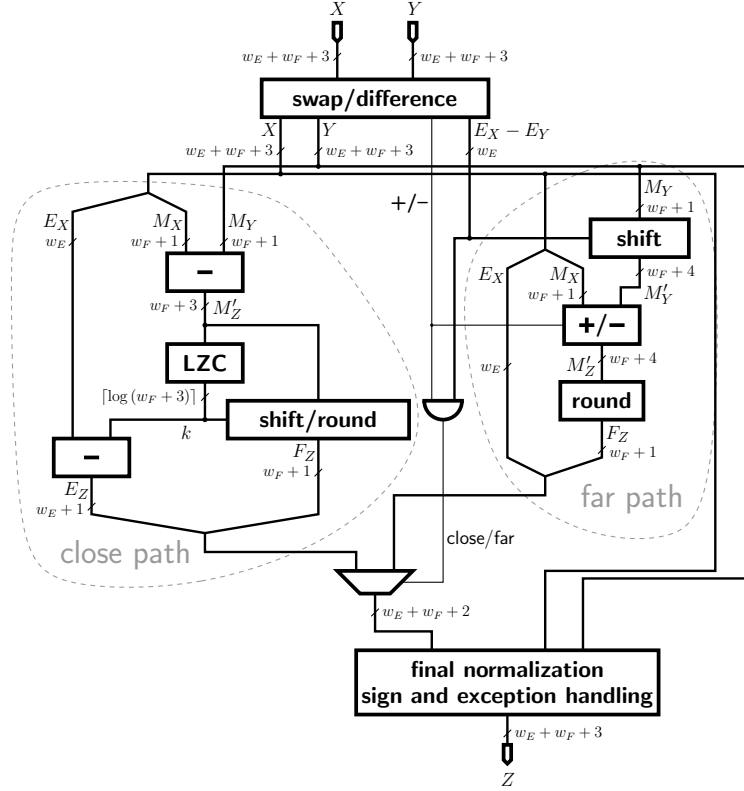 X Y
w_E + w_F + 3 w_E + w_F + 3
swap/difference
X Y E_X − E_Y
w_E + w_F + 3 w_E + w_F + 3 w_E
+/−
M_Y
w_F + 1
shift
w_F + 4
M′_Y
E_X M_X M_Y
w_E w_F + 1 w_F + 1
−
w_F + 3 M′_Z
LZC
⌈log (w_F + 3)⌉
shift/round
k
−
F_Z
w_F + 1
E_Z
w_E + 1
close path
E_X M_X
w_F + 1
+/−
w_E M′_Z w_F + 4
round
F_Z
w_F + 1
far path
close/far
w_E + w_F + 2
final normalization
sign and exception handling
w_E + w_F + 3
Z